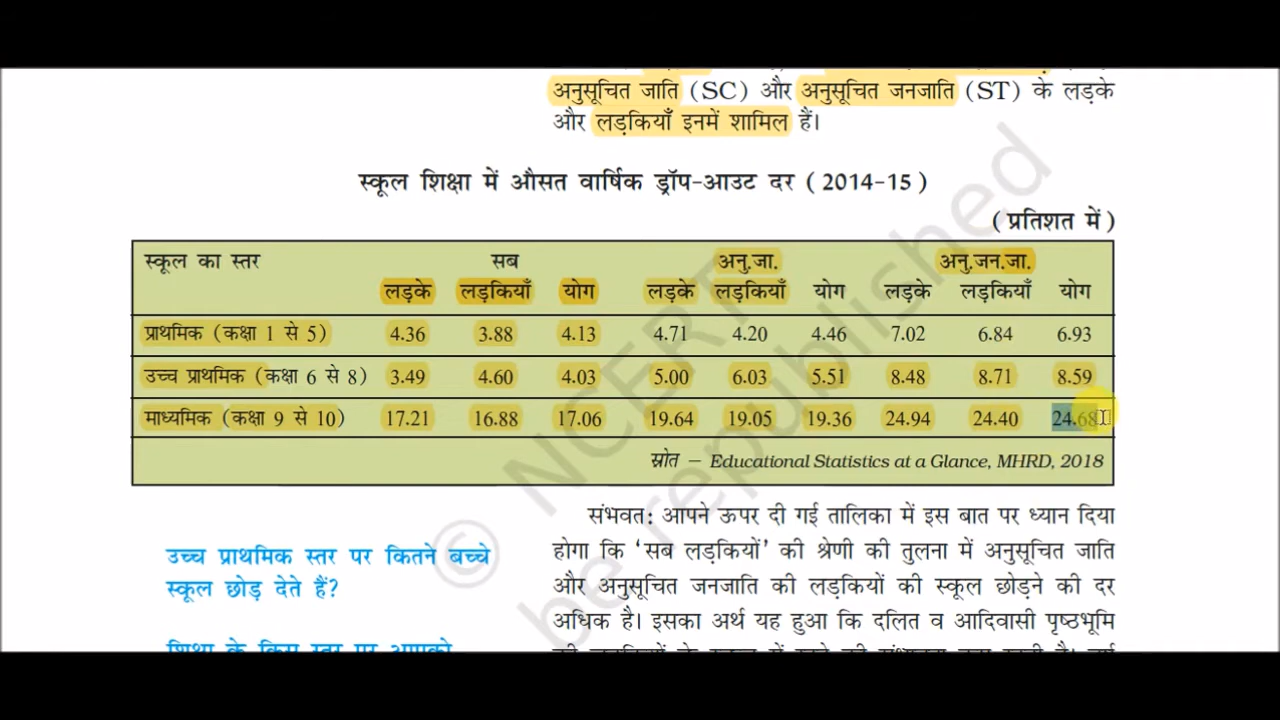 अनुसूचित जाति (SC) और अनुसूचित जनजाति (ST) के लड़के
और लड़कियाँ इनमें शामिल हैं।
स्कूल शिक्षा में औसत वार्षिक ड्रॉप-आउट दर (2014-15)
(प्रतिशत में)
स्कूल का स्तर सब अनु.जा. अनु.जन.जा.
लड़के लड़कियाँ योग लड़के लड़कियाँ योग लड़के लड़कियाँ योग
प्राथमिक (कक्षा 1 से 5) 4.36 3.88 4.13 4.71 4.20 4.46 7.02 6.84 6.93
उच्च प्राथमिक (कक्षा 6 से 8) 3.49 4.60 4.03 5.00 6.03 5.51 8.48 8.71 8.59
माध्यमिक (कक्षा 9 से 10) 17.21 16.88 17.06 19.64 19.05 19.36 24.94 24.40 24.68
स्रोत – Educational Statistics at a Glance, MHRD, 2018
संभवत: आपने ऊपर दी गई तालिका में इस बात पर ध्यान दिया
होगा कि ‘सब लड़कियों’ की श्रेणी की तुलना में अनुसूचित जाति
और अनुसूचित जनजाति की लड़कियों की स्कूल छोड़ने की दर
अधिक है। इसका अर्थ यह हुआ कि दलित व आदिवासी पृष्ठभूमि
उच्च प्राथमिक स्तर पर कितने बच्चे
स्कूल छोड़ देते हैं?
शिक्षा के किस स्तर पर आपको
© NCERT
be republished